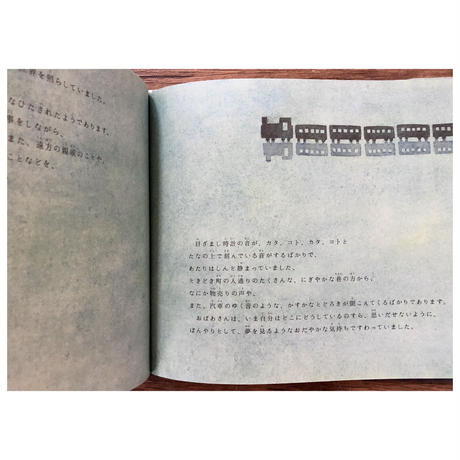 界を照らしていました。
なひたされたようであります。
事をしながら、
また、遠方の親戚のことや、
ことなどを、
目ざまし時計の音が、カタ、コト、カタ、コトと
たなの上で刻んでいる音がするばかりで、
あたりはしんと静まっていました。
ときどき町の人通りのたくさんな、にぎやかな巷の方から、
なにか物売りの声や、
また、汽車のゆく音のような、かすかなとどろきが聞こえてくるばかりであります。
おばあさんは、いま自分はどこにどうしているのすら、思いだせないように、
ぼんやりとして、夢を見るようなおだやかな気持ちですわっていました。